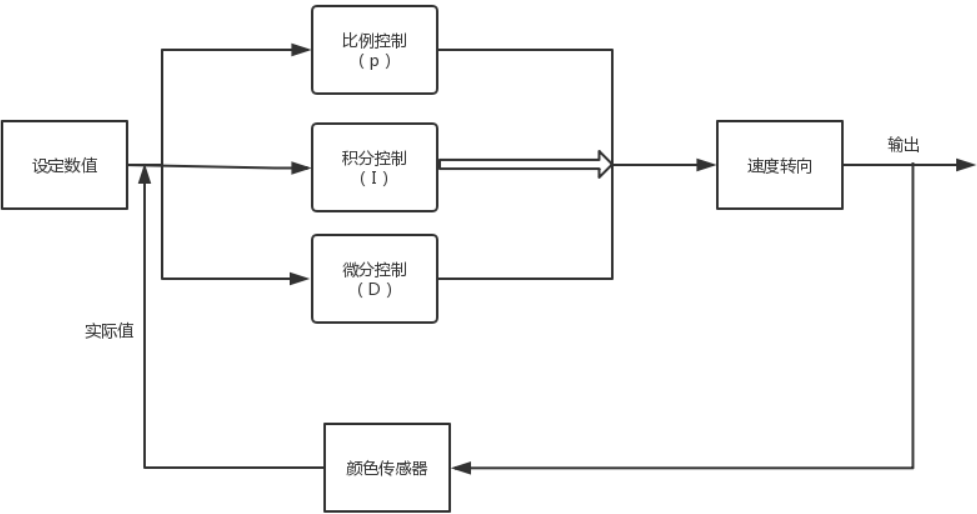 比例控制
（p）
设定数值
积分控制
（I）
速度转向
输出
微分控制
（D）
实际值
颜色传感器